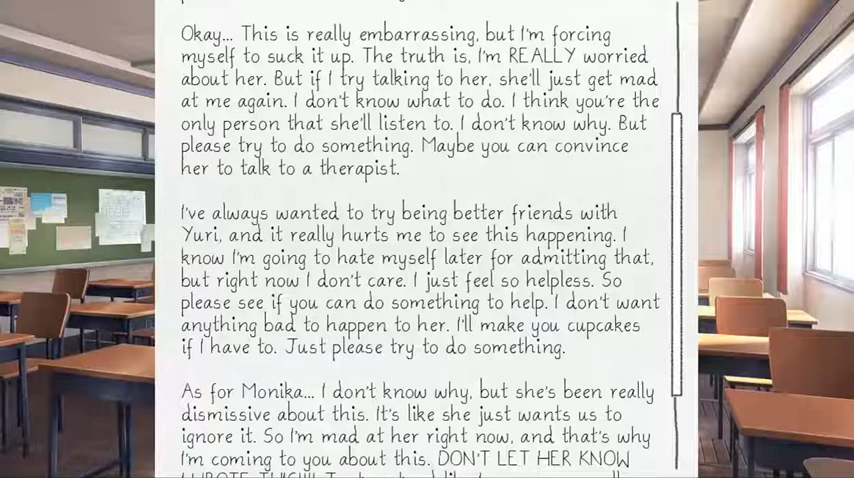 Okay... This is really embarrassing, but I'm forcing
myself to suck it up. The truth is, I'm REALLY worried
about her. But if I try talking to her, she'll just get mad
at me again. I don't know what to do. I think you're the
only person that she'll listen to. I don't know why. But
please try to do something. Maybe you can convince
her to talk to a therapist.
I've always wanted to try being better friends with
Yuri, and it really hurts me to see this happening. I
know I'm going to hate myself later for admitting that,
but right now I don't care. I just feel so helpless. So
please see if you can do something to help. I don't want
anything bad to happen to her. I'll make you cupcakes
if I have to. Just please try to do something.
As for Monika... I don't know why, but she's been really
dismissive about this. It's like she just wants us to
ignore it. So I'm mad at her right now, and that's why
I'm coming to you about this. DON'T LET HER KNOW